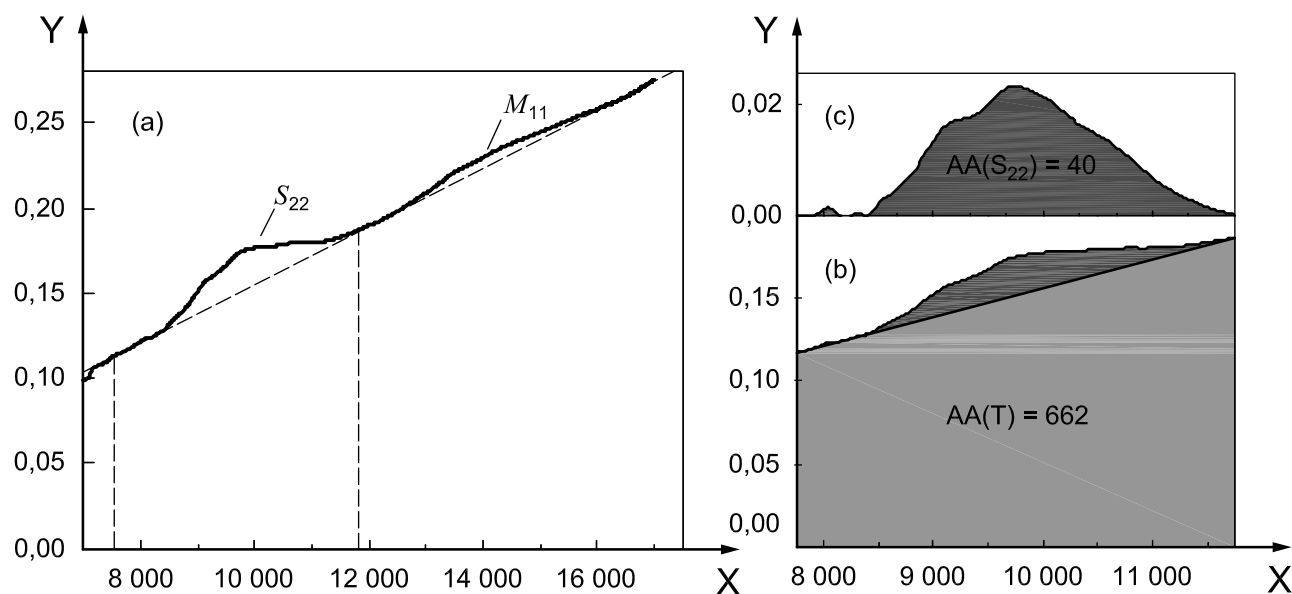 Y
(a)
0,25
0,20
0,15
0,10
0,05
0,00
S22
M11
8 000 10 000 12 000 14 000 16 000
X
Y
(c)
0,02
0,00
AA(S22) = 40
(b)
0,15
0,10
0,05
0,00
AA(T) = 662
8 000 9 000 10 000 11 000
X